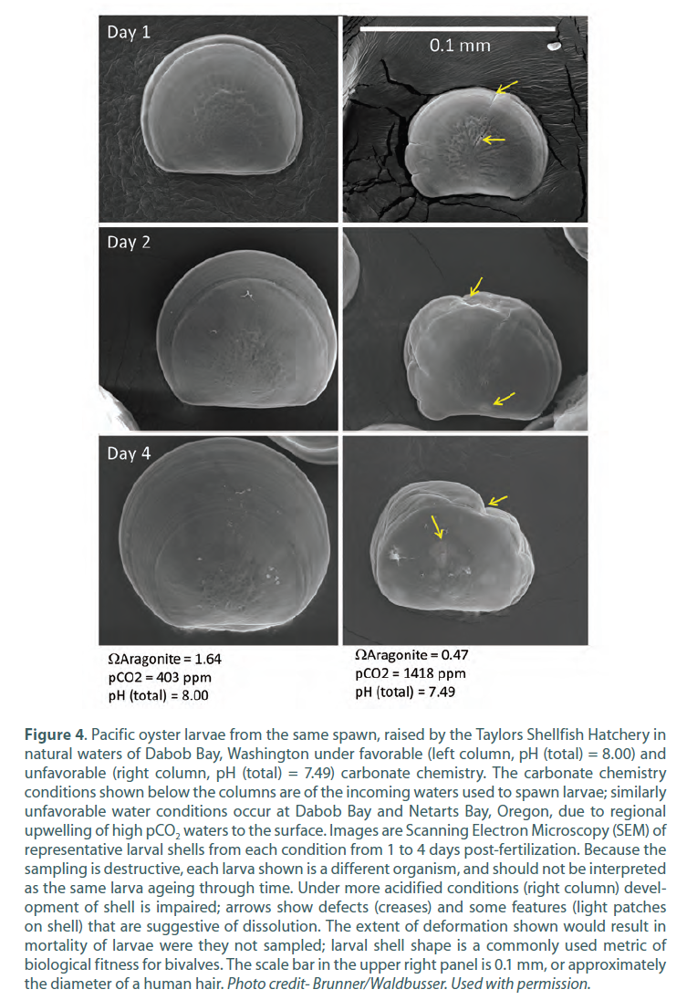 Day 1
0.1 mm
Day 2
Day 4
ΩAragonite = 1.64
pCO2 = 403 ppm
pH (total) = 8.00
ΩAragonite = 0.47
pCO2 = 1418 ppm
pH (total) = 7.49
Figure 4. Pacific oyster larvae from the same spawn, raised by the Taylors Shellfish Hatchery in
natural waters of Dabob Bay, Washington under favorable (left column, pH (total) = 8.00) and
unfavorable (right column, pH (total) = 7.49) carbonate chemistry. The carbonate chemistry
conditions shown below the columns are of the incoming waters used to spawn larvae; similarly
unfavorable water conditions occur at Dabob Bay and Netarts Bay, Oregon, due to regional
upwelling of high pCO₂ waters to the surface. Images are Scanning Electron Microscopy (SEM) of
representative larval shells from each condition from 1 to 4 days post-fertilization. Because the
sampling is destructive, each larva shown is a different organism, and should not be interpreted
as the same larva ageing through time. Under more acidified conditions (right column) devel-
opment of shell is impaired; arrows show defects (creases) and some features (light patches
on shell) that are suggestive of dissolution. The extent of deformation shown would result in
mortality of larvae were they not sampled; larval shell shape is a commonly used metric of
biological fitness for bivalves. The scale bar in the upper right panel is 0.1 mm, or approximately
the diameter of a human hair. Photo credit- Brunner/Waldbusser. Used with permission.